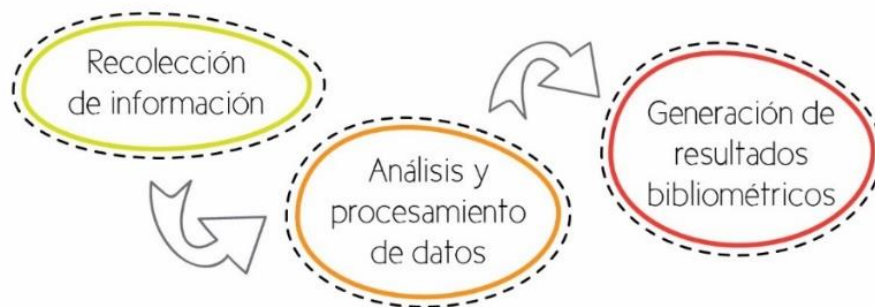 Recolección
de información
Análisis y
procesamiento
de datos
Generación de
resultados
bibliométricos